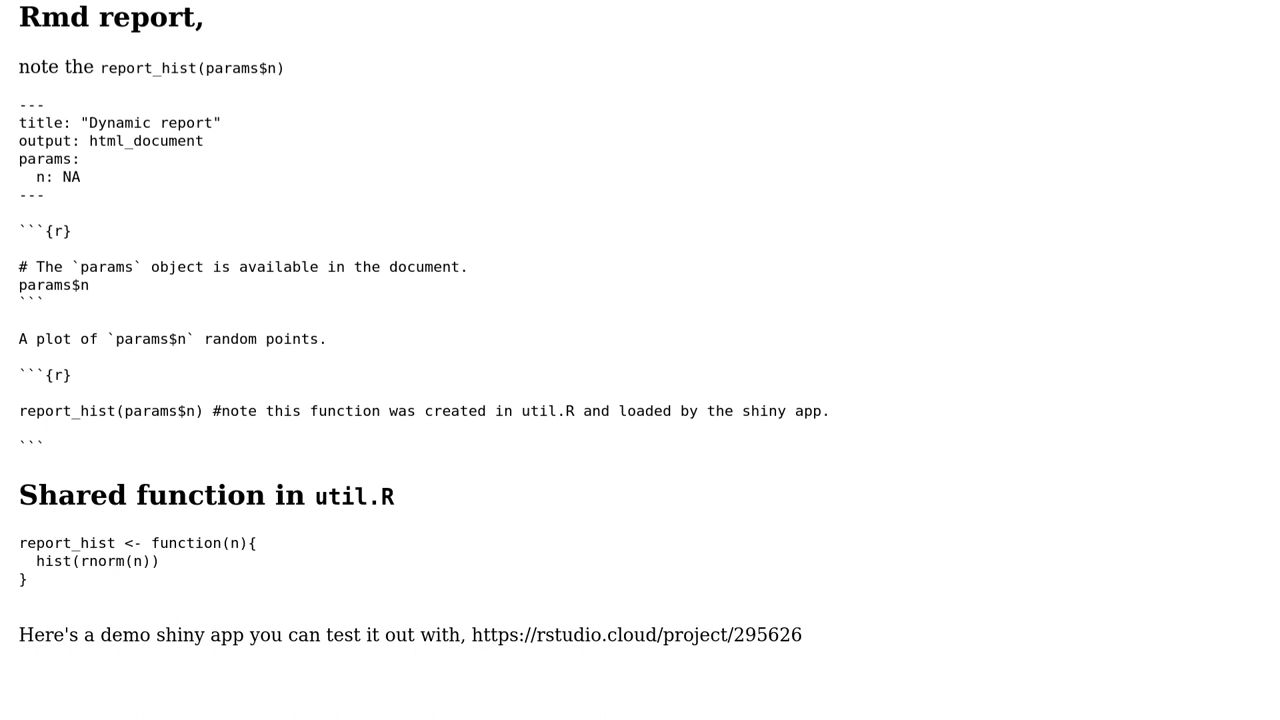 Rmd report,
note the report_hist(params$n)
---
title: "Dynamic report"
output: html_document
params:
  n: NA
---
```{r}
# The `params` object is available in the document.
params$n
```
A plot of `params$n` random points.
```{r}
report_hist(params$n) #note this function was created in util.R and loaded by the shiny app.
```
Shared function in util.R
report_hist <- function(n){
  hist(rnorm(n))
}
Here's a demo shiny app you can test it out with, https://rstudio.cloud/project/295626